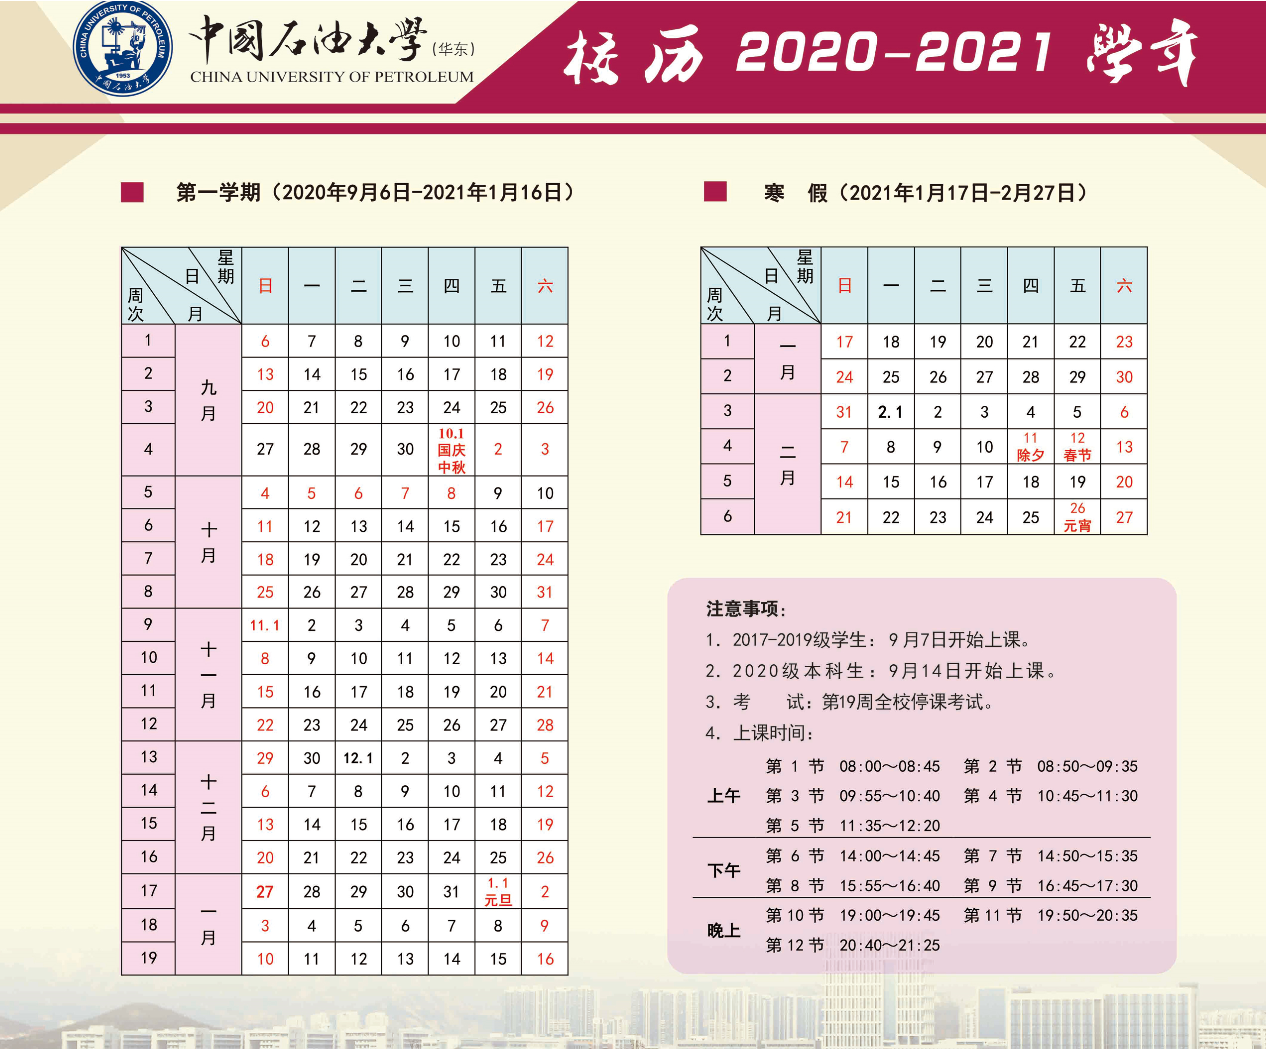 中國石油大學(华东)
CHINA UNIVERSITY OF PETROLEUM
CHINA UNIVERSITY OF PETROLEUM
1953
中国石油大学
校历 2020-2021 學年
第一学期（2020年9月6日-2021年1月16日）
星期 日 月 周次 日 一 二 三 四 五 六
1 九月 6 7 8 9 10 11 12
2 13 14 15 16 17 18 19
3 20 21 22 23 24 25 26
4 27 28 29 30 10.1 国庆 中秋 2 3
5 十月 4 5 6 7 8 9 10
6 11 12 13 14 15 16 17
7 18 19 20 21 22 23 24
8 25 26 27 28 29 30 31
9 十一月 11.1 2 3 4 5 6 7
10 8 9 10 11 12 13 14
11 15 16 17 18 19 20 21
12 22 23 24 25 26 27 28
13 十二月 29 30 12.1 2 3 4 5
14 6 7 8 9 10 11 12
15 13 14 15 16 17 18 19
16 20 21 22 23 24 25 26
17 一月 27 28 29 30 31 1.1 元旦 2
18 3 4 5 6 7 8 9
19 10 11 12 13 14 15 16
寒 假（2021年1月17日-2月27日）
星期 日 月 周次 日 一 二 三 四 五 六
1 一月 17 18 19 20 21 22 23
2 24 25 26 27 28 29 30
3 二月 31 2.1 2 3 4 5 6
4 7 8 9 10 11 除夕 12 春节 13
5 14 15 16 17 18 19 20
6 21 22 23 24 25 26 元宵 27
注意事项：
1. 2017-2019级学生：9月7日开始上课。
2. 2020级本科生：9月14日开始上课。
3. 考 试：第19周全校停课考试。
4. 上课时间：
上午 第 1 节 08:00～08:45 第 2 节 08:50～09:35
第 3 节 09:55～10:40 第 4 节 10:45～11:30
第 5 节 11:35～12:20
下午 第 6 节 14:00～14:45 第 7 节 14:50～15:35
第 8 节 15:55～16:40 第 9 节 16:45～17:30
晚上 第 10 节 19:00～19:45 第 11 节 19:50～20:35
第 12 节 20:40～21:25